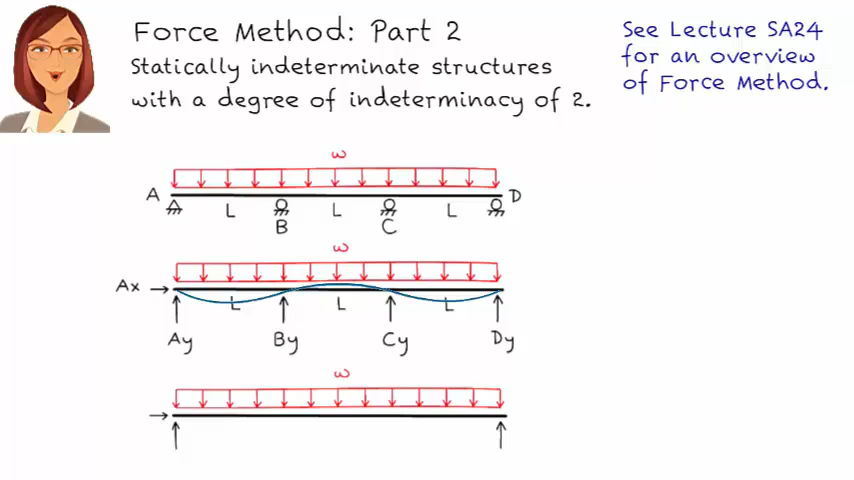 Force Method: Part 2
Statically indeterminate structures
with a degree of indeterminacy of 2.
See Lecture SA24
for an overview
of Force Method.
ω
A D
L L L
B C
ω
Ax
L L L
Ay By Cy Dy
ω